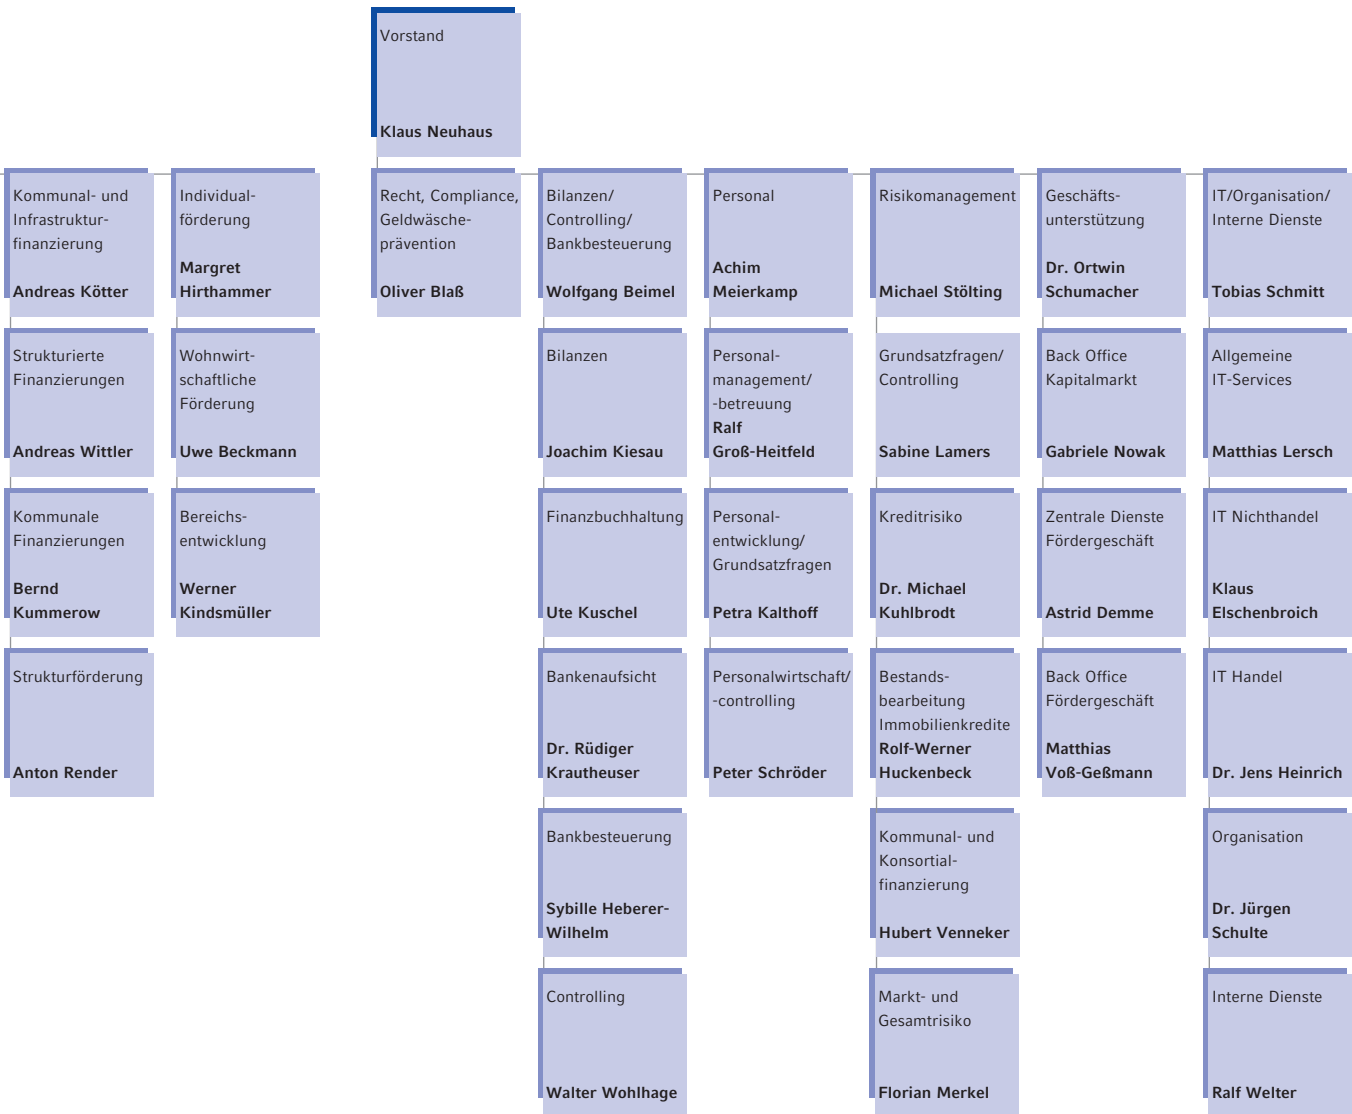 Vorstand
Klaus Neuhaus
Kommunal- und
Infrastruktur-
finanzierung
Andreas Kötter
Strukturierte
Finanzierungen
Andreas Wittler
Kommunale
Finanzierungen
Bernd
Kummerow
Strukturförderung
Anton Render
Individual-
förderung
Margret
Hirthammer
Wohnwirt-
schaftliche
Förderung
Uwe Beckmann
Bereichs-
entwicklung
Werner
Kindsmüller
Recht, Compliance,
Geldwäsche-
prävention
Oliver Blaß
Bilanzen/
Controlling/
Bankbesteuerung
Wolfgang Beimel
Bilanzen
Joachim Kiesau
Finanzbuchhaltung
Ute Kuschel
Bankenaufsicht
Dr. Rüdiger
Krautheuser
Bankbesteuerung
Sybille Heberer-
Wilhelm
Controlling
Walter Wohlhage
Personal
Achim
Meierkamp
Personal-
management/
-betreuung
Ralf
Groß-Heitfeld
Personal-
entwicklung/
Grundsatzfragen
Petra Kalthoff
Personalwirtschaft/
-controlling
Peter Schröder
Risikomanagement
Michael Stölting
Grundsatzfragen/
Controlling
Sabine Lamers
Kreditrisiko
Dr. Michael
Kuhlbrodt
Bestands-
bearbeitung
Immobilienkredite
Rolf-Werner
Huckenbeck
Kommunal- und
Konsortial-
finanzierung
Hubert Venneker
Markt- und
Gesamtrisiko
Florian Merkel
Geschäfts-
unterstützung
Dr. Ortwin
Schumacher
Back Office
Kapitalmarkt
Gabriele Nowak
Zentrale Dienste
Fördergeschäft
Astrid Demme
Back Office
Fördergeschäft
Matthias
Voß-Geßmann
IT/Organisation/
Interne Dienste
Tobias Schmitt
Allgemeine
IT-Services
Matthias Lersch
IT Nichthandel
Klaus
Elschenbroich
IT Handel
Dr. Jens Heinrich
Organisation
Dr. Jürgen
Schulte
Interne Dienste
Ralf Welter